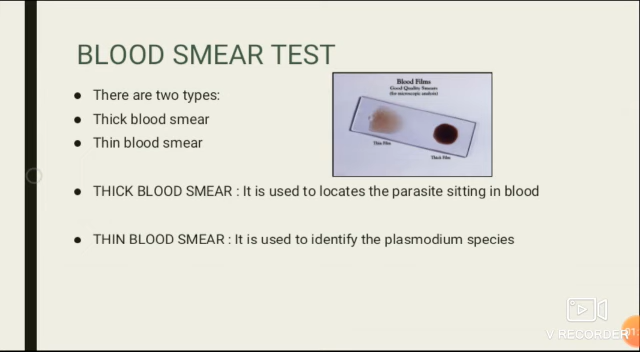 BLOOD SMEAR TEST
There are two types:
Thick blood smear
Thin blood smear
Blood Films
Good Quality Smears
(for microscopic analysis)
Thin Film
Thick Film
THICK BLOOD SMEAR : It is used to locates the parasite sitting in blood
THIN BLOOD SMEAR : It is used to identify the plasmodium species
V RECORDER